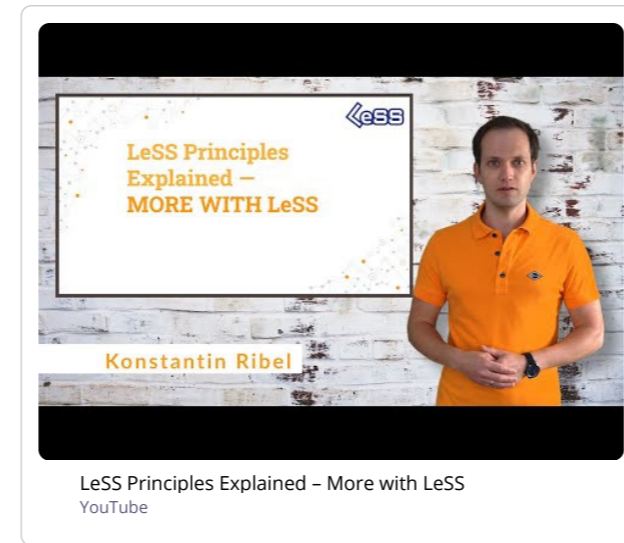 LeSS
LeSS Principles
Explained —
MORE WITH LeSS
Konstantin Ribel
LeSS Principles Explained – More with LeSS
YouTube